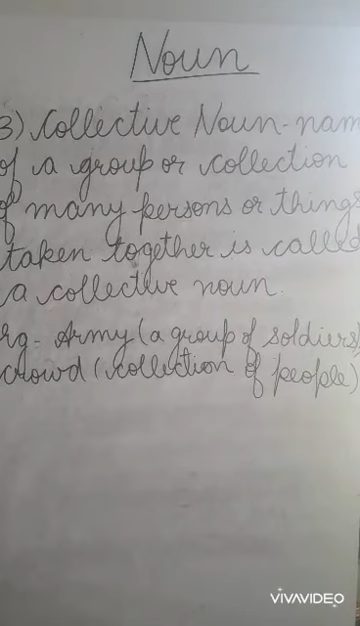 Noun
3) Collective Noun-nam
of a group or collection
of many persons or things
taken together is called
a collective noun.
Eg- Army (a group of soldiers)
crowd (collection of people)
VIVAVIDEO